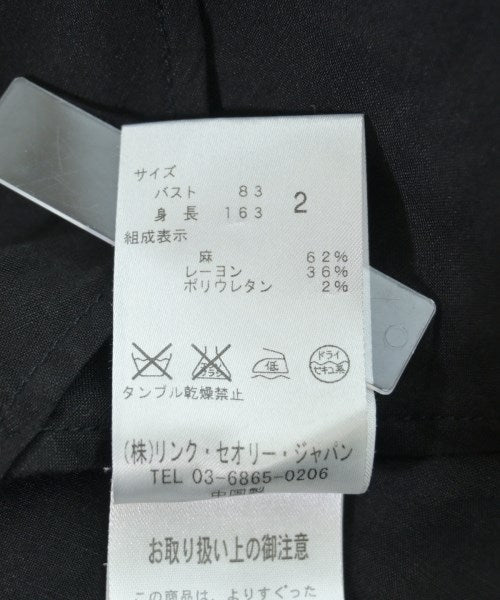 サイズ
バスト 83
身長 163 2
組成表示
麻 62%
レーヨン 36%
ポリウレタン 2%
低
ドライ
セキユ系
タンブル乾燥禁止
(株)リンク・セオリー・ジャパン
TEL 03-6865-0206
中国製
お取り扱い上の御注意
この商品は、よりすぐった